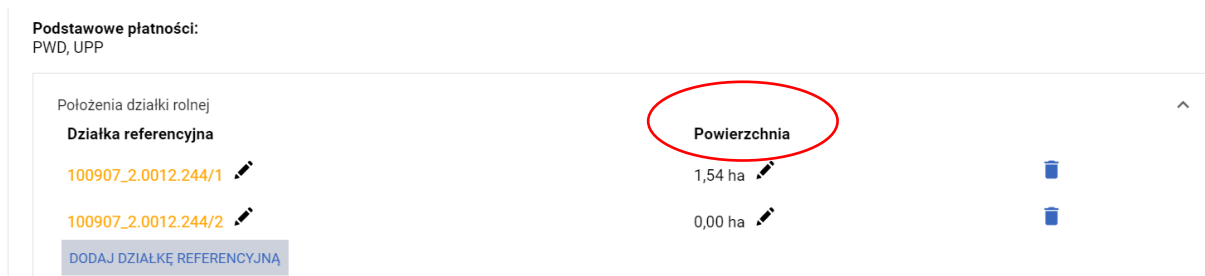 Podstawowe płatności:
PWD, UPP
Położenia działki rolnej
Działka referencyjna Powierzchnia
100907_2.0012.244/1 1,54 ha
100907_2.0012.244/2 0,00 ha
DODAJ DZIAŁKĘ REFERENCYJNĄ